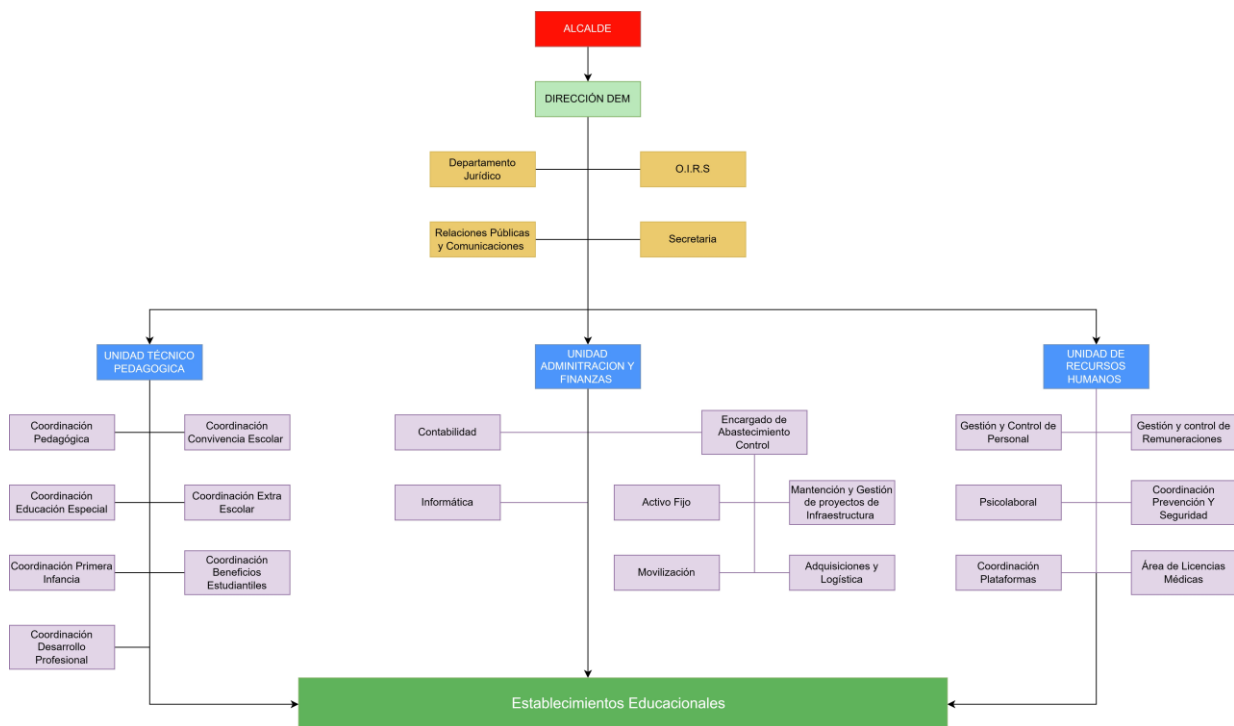 ALCALDE
DIRECCIÓN DEM
Departamento
Jurídico
O.I.R.S
Relaciones Públicas
y Comunicaciones
Secretaria
UNIDAD TÉCNICO
PEDAGOGICA
UNIDAD
ADMINITRACION Y
FINANZAS
UNIDAD DE
RECURSOS
HUMANOS
Coordinación
Pedagógica
Coordinación
Convivencia Escolar
Contabilidad
Encargado de
Abastecimiento
Control
Gestión y Control de
Personal
Gestión y control de
Remuneraciones
Coordinación
Educación Especial
Coordinación Extra
Escolar
Informática
Activo Fijo
Mantención y Gestión
de proyectos de
Infraestructura
Psicolaboral
Coordinación
Prevención Y
Seguridad
Coordinación Primera
Infancia
Coordinación
Beneficios
Estudiantiles
Movilización
Adquisiciones y
Logística
Coordinación
Plataformas
Área de Licencias
Médicas
Coordinación
Desarrollo
Profesional
Establecimientos Educacionales